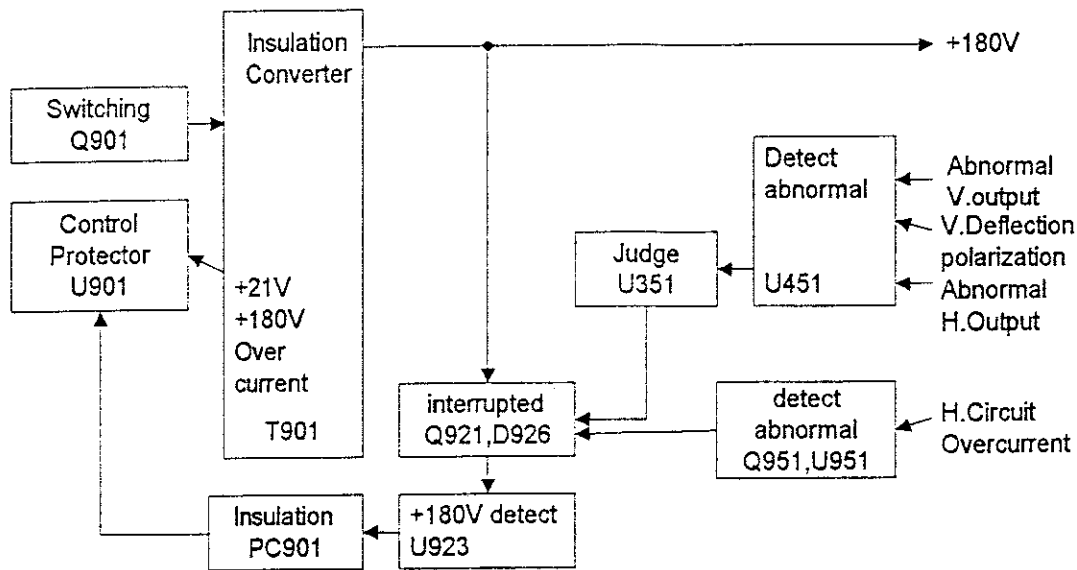 Insulation
Converter
+180V
Switching
Q901
Detect
abnormal
U451
Abnormal
V.output
V.Deflection
polarization
Abnormal
H.Output
Control
Protector
U901
Judge
U351
+21V
+180V
Over
current
T901
interrupted
Q921,D926
detect
abnormal
Q951,U951
H.Circuit
Overcurrent
Insulation
PC901
+180V detect
U923